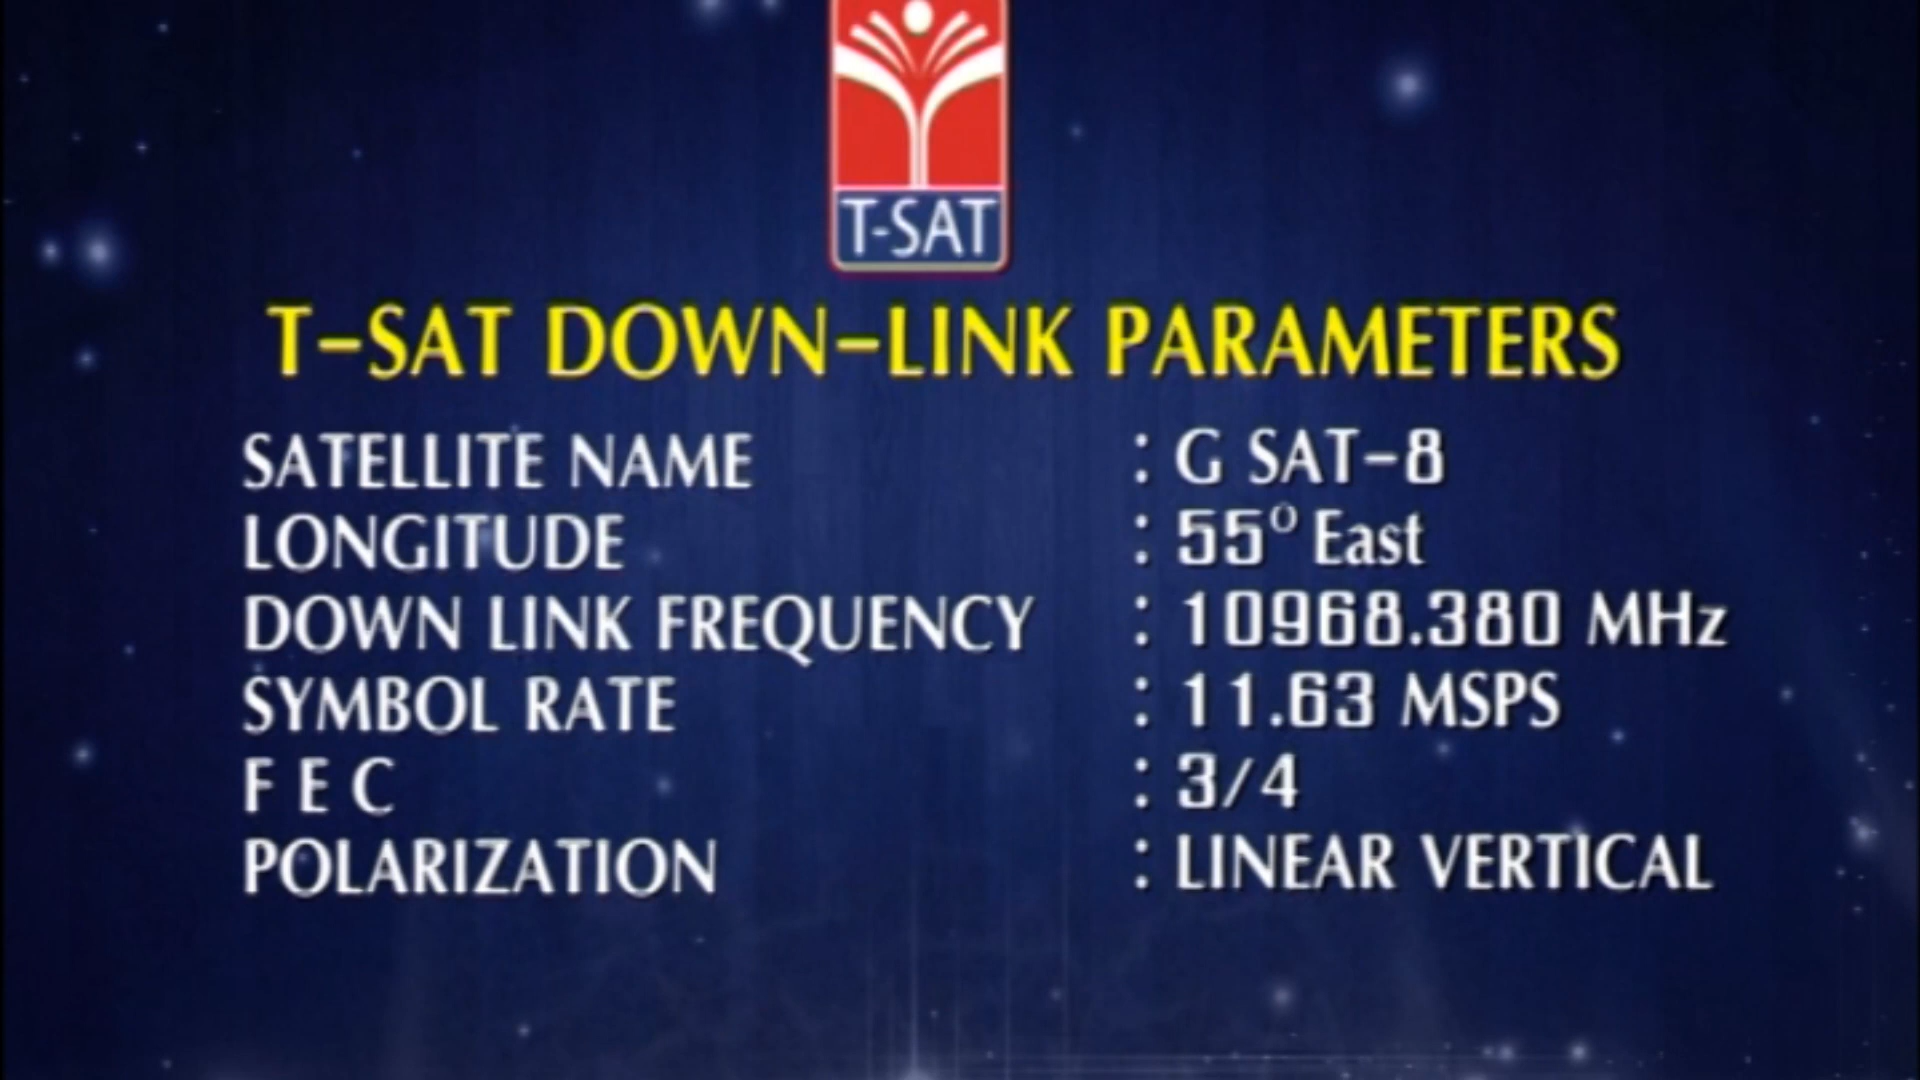 T-SAT
T-SAT DOWN-LINK PARAMETERS
SATELLITE NAME : G SAT-8
LONGITUDE : 55° East
DOWN LINK FREQUENCY : 10968.380 MHz
SYMBOL RATE : 11.63 MSPS
F E C : 3/4
POLARIZATION : LINEAR VERTICAL